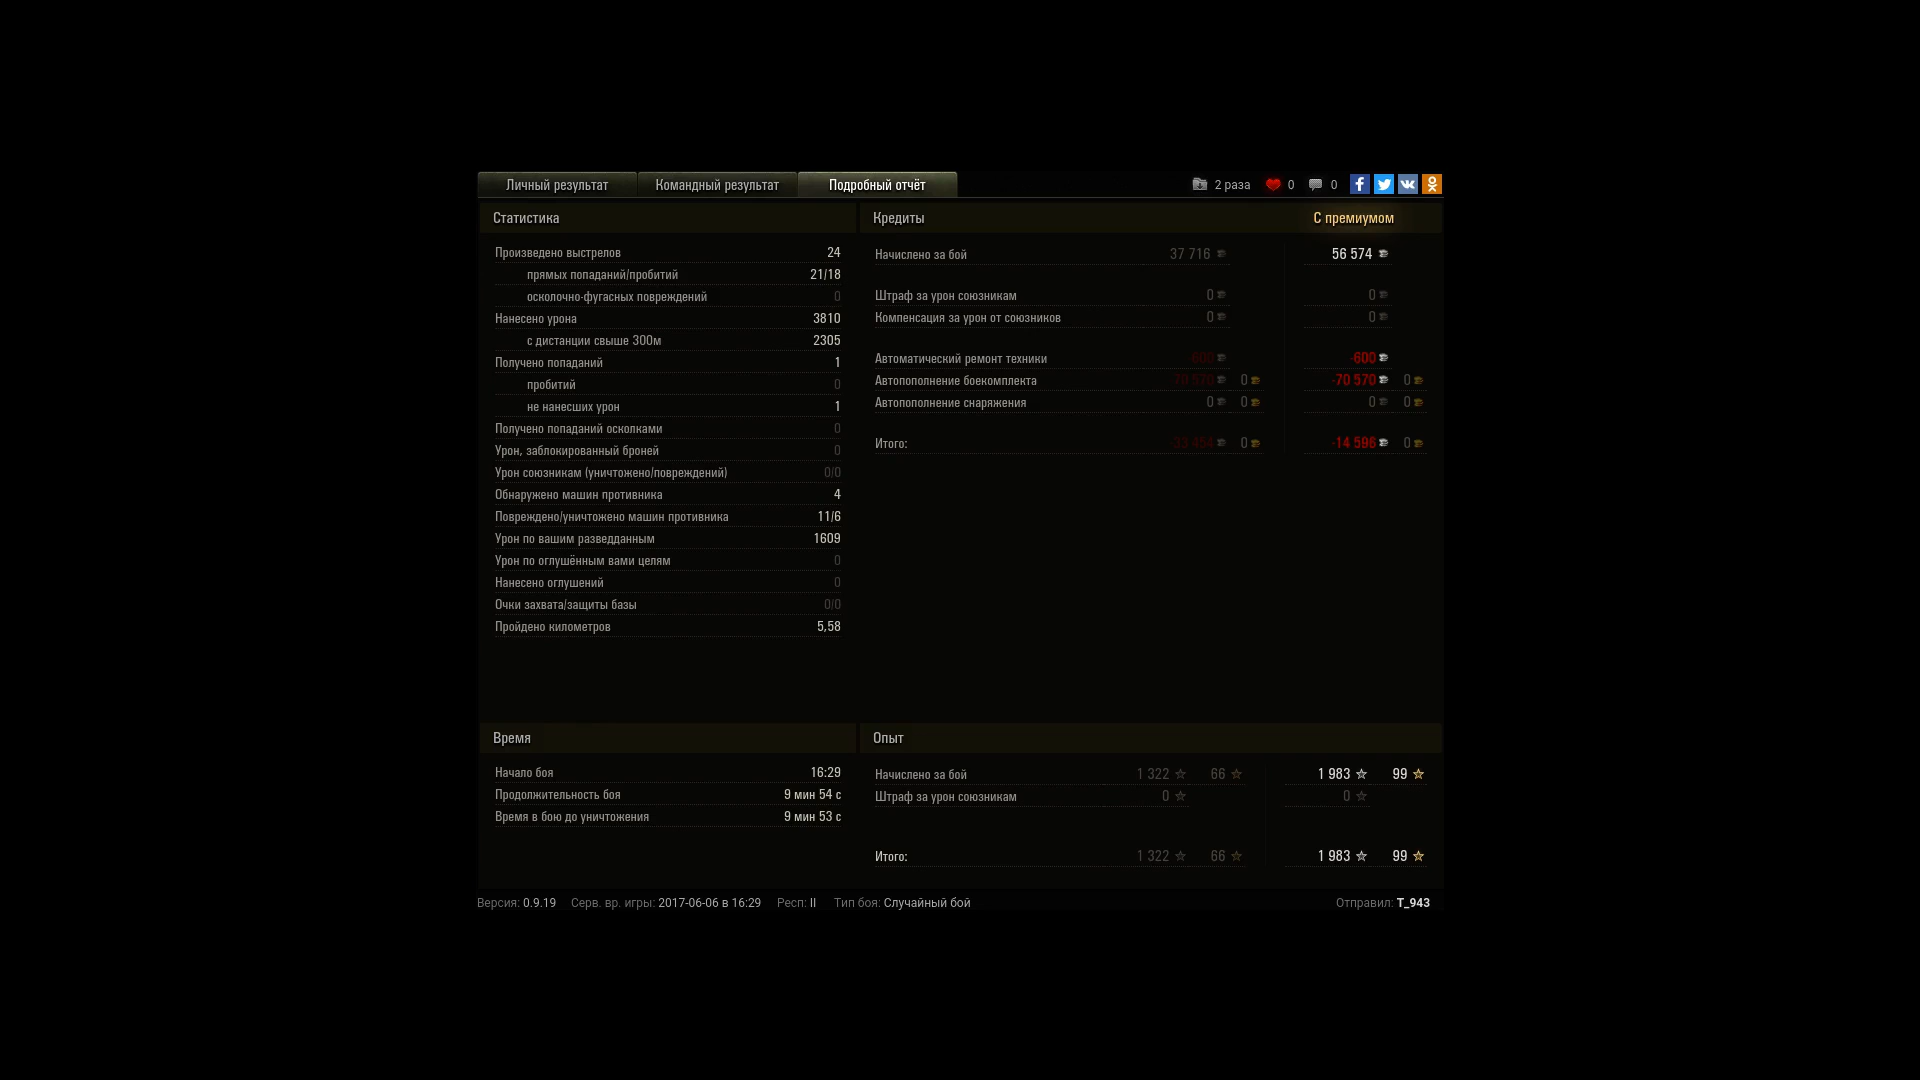 Личный результат Командный результат Подробный отчёт 2 раза 0 0
Статистика
Произведено выстрелов 24
прямых попаданий/пробитий 21/18
осколочно-фугасных повреждений 0
Нанесено урона 3810
с дистанции свыше 300м 2305
Получено попаданий 1
пробитий 0
не нанесших урон 1
Получено попаданий осколками 0
Урон, заблокированный броней 0
Урон союзникам (уничтожено/повреждений) 0/0
Обнаружено машин противника 4
Повреждено/уничтожено машин противника 11/6
Урон по вашим разведданным 1609
Урон по оглушённым вами целям 0
Нанесено оглушений 0
Очки захвата/защиты базы 0/0
Пройдено километров 5,58
Кредиты С премиумом
Начислено за бой 37 716 56 574
Штраф за урон союзникам 0 0
Компенсация за урон от союзников 0 0
Автоматический ремонт техники -600 -600
Автопополнение боекомплекта -70 570 0 -70 570 0
Автопополнение снаряжения 0 0 0 0
Итого: -33 454 0 -14 596 0
Время
Начало боя 16:29
Продолжительность боя 9 мин 54 с
Время в бою до уничтожения 9 мин 53 с
Опыт
Начислено за бой 1 322 66 1 983 99
Штраф за урон союзникам 0 0
Итого: 1 322 66 1 983 99
Версия: 0.9.19 Серв. вр. игры: 2017-06-06 в 16:29 Респ: II Тип боя: Случайный бой Отправил: T_943